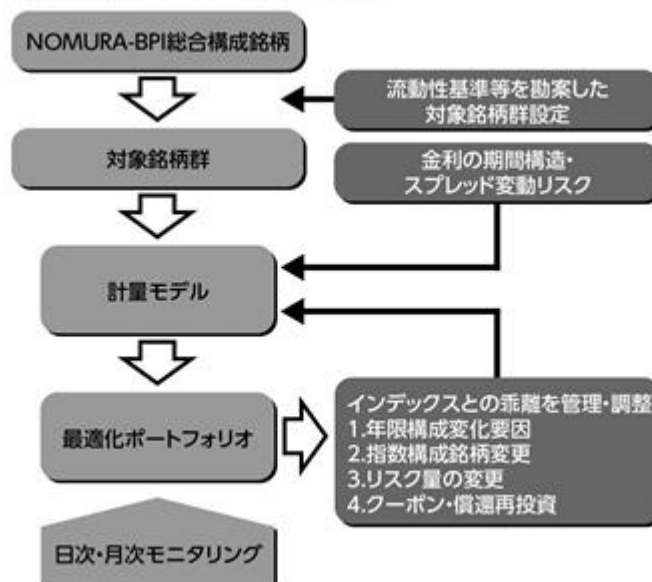 NOMURA-BPI総合構成銘柄
流動性基準等を勘案した
対象銘柄群設定
対象銘柄群
金利の期間構造・
スプレッド変動リスク
計量モデル
最適化ポートフォリオ
インデックスとの乖離を管理・調整
1.年限構成変化要因
2.指数構成銘柄変更
3.リスク量の変更
4.クーポン・償還再投資
日次・月次モニタリング